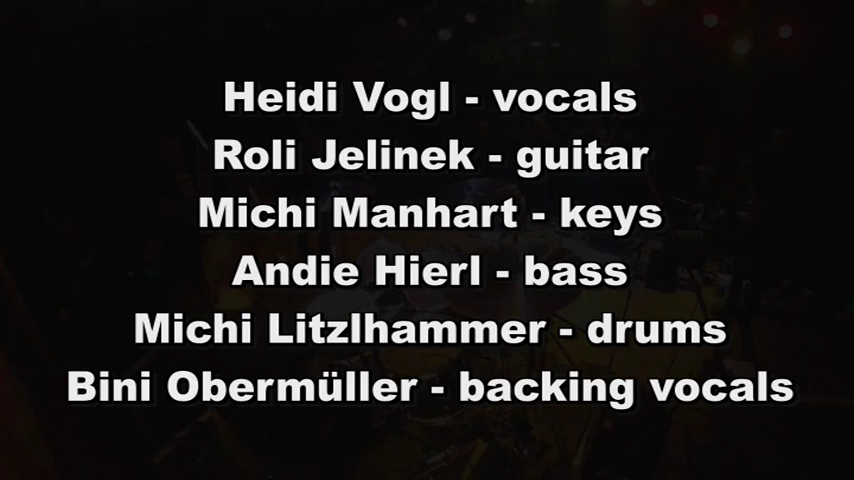 Heidi Vogl - vocals
Roli Jelinek - guitar
Michi Manhart - keys
Andie Hierl - bass
Michi Litzlhammer - drums
Bini Obermüller - backing vocals